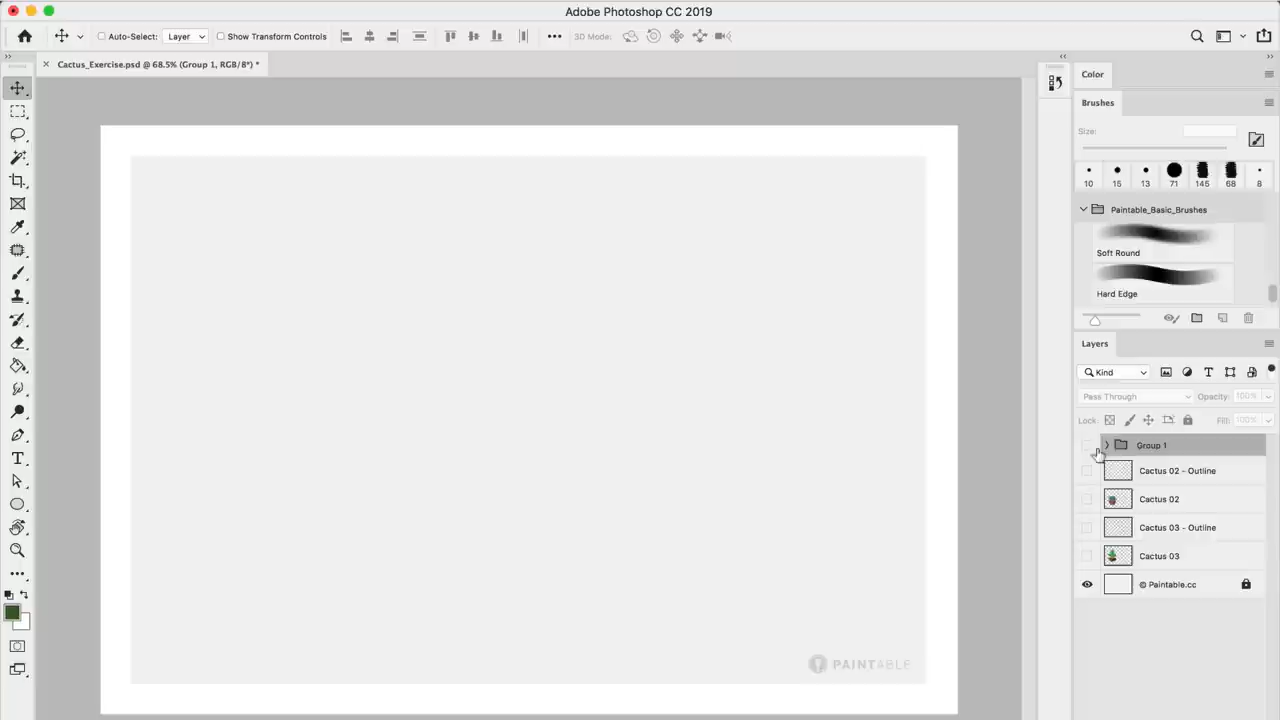 Adobe Photoshop CC 2019
Auto-Select: Layer Show Transform Controls 3D Mode:
Cactus_Exercise.psd @ 68.5% (Group 1, RGB/8*) *
Color
Brushes
Size:
10 15 13 71 145 68 8
Paintable_Basic_Brushes
Soft Round
Hard Edge
Layers
Kind
Pass Through Opacity: 100%
Lock: Fill: 100%
Group 1
Cactus 02 - Outline
Cactus 02
Cactus 03 - Outline
Cactus 03
© Paintable.cc
PAINTABLE